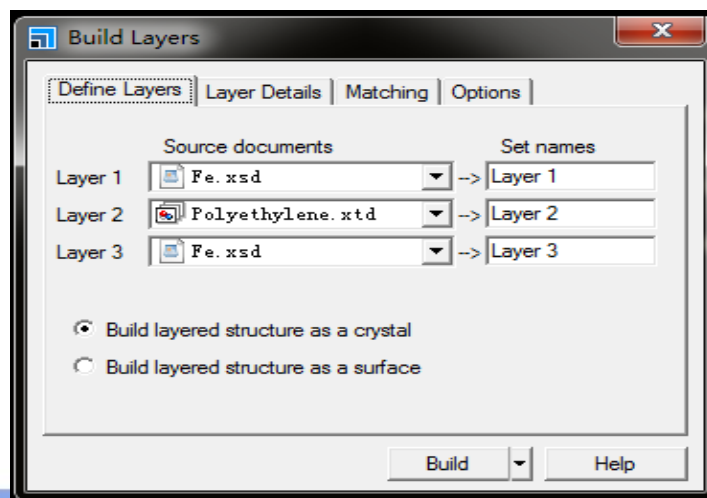 Build Layers
Define Layers Layer Details Matching Options
Source documents Set names
Layer 1 Fe.xsd --> Layer 1
Layer 2 Polyethylene.xtd --> Layer 2
Layer 3 Fe.xsd --> Layer 3
Build layered structure as a crystal
Build layered structure as a surface
Build Help